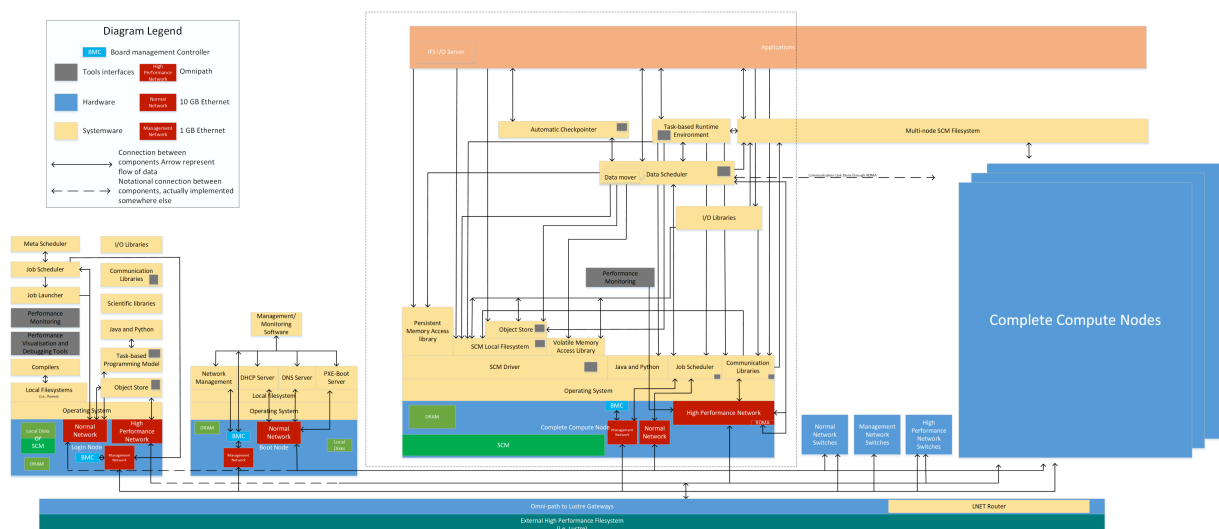 Diagram Legend
BMC
Board management Controller
Tools interfaces
High
Performance
Network
Omnipath
Hardware
Normal
Network
10 GB Ethernet
Systemware
Management
Network
1 GB Ethernet
Connection between
components Arrow represent
flow of data
Notational connection between
components, actually implemented
somewhere else
IFS I/O Server
Applications
Automatic Checkpointer
Task-based Runtime
Environment
Multi-node SCM Filesystem
Data mover
Data Scheduler
I/O Libraries
Performance
Monitoring
Complete Compute Nodes
Meta Scheduler
I/O Libraries
Job Scheduler
Communication
Libraries
Job Launcher
Scientific libraries
Performance
Monitoring
Performance
Visualisation and
Debugging Tools
Java and Python
Compilers
Task-based
Programming Model
Local Filesystems
Object Store
Operating System
Local Disks
or
SCM
Normal
Network
High
Performance
Network
Login Node
DRAM
BMC
Management
Network
Management/
Monitoring
Software
Network
Management
DHCP Server
DNS Server
PXE-Boot
Server
Local filesystem
Operating System
DRAM
BMC
Normal
Network
Boot Node
Local
Disks
Management
Network
Persistent
Memory Access
library
Object Store
SCM Local Filesystem
Volatile Memory
Access Library
SCM Driver
Java and Python
Job Scheduler
Communication
Libraries
Operating System
DRAM
BMC
High Performance Network
RDMA
Complete Compute Node
Management
Network
Normal
Network
SCM
Normal
Network
Switches
Management
Network
Switches
High
Performance
Network
Switches
Omni-path to Lustre Gateways
LNET Router
External High Performance Filesystem
(i.e. Lustre)